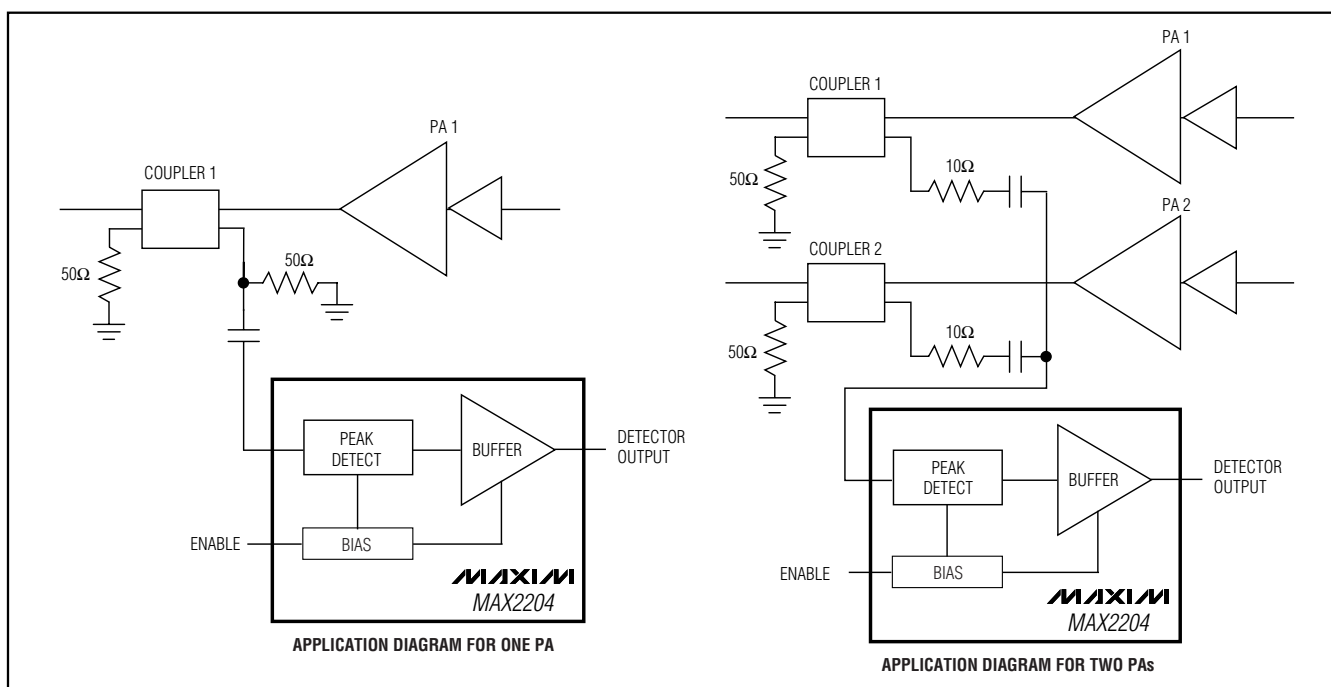 PA 1
COUPLER 1
50Ω
50Ω
PEAK
DETECT
BUFFER
DETECTOR
OUTPUT
ENABLE
BIAS
MAXIM
MAX2204
APPLICATION DIAGRAM FOR ONE PA
PA 1
COUPLER 1
10Ω
50Ω
PA 2
COUPLER 2
10Ω
50Ω
PEAK
DETECT
BUFFER
DETECTOR
OUTPUT
ENABLE
BIAS
MAXIM
MAX2204
APPLICATION DIAGRAM FOR TWO PAs